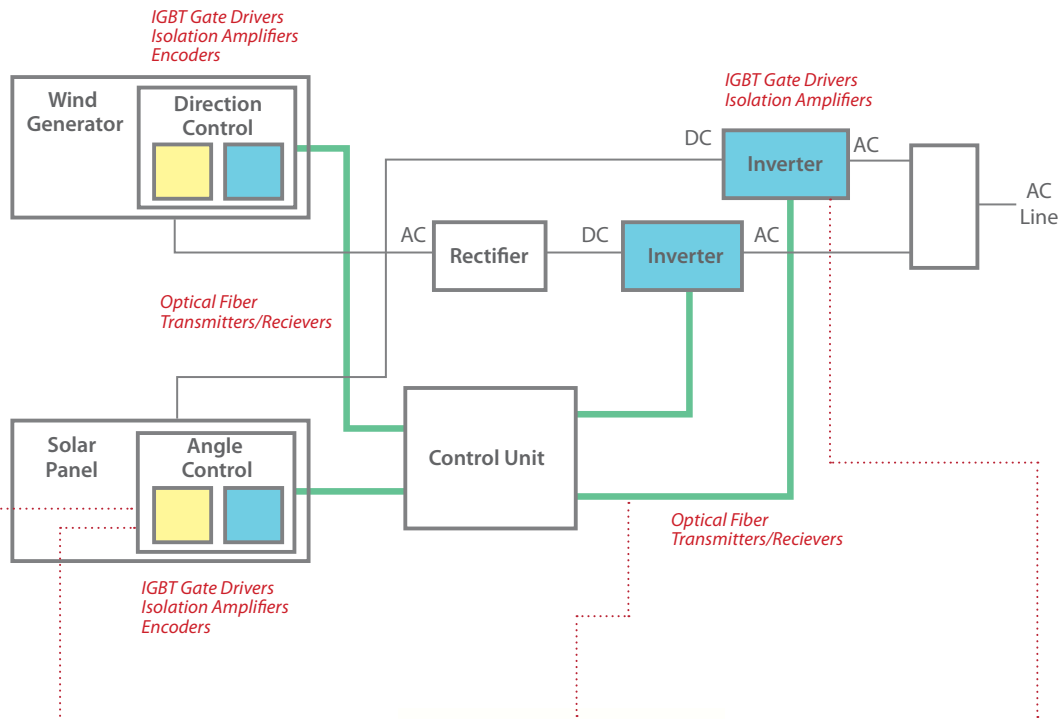 IGBT Gate Drivers
Isolation Amplifiers
Encoders
Wind
Generator
Direction
Control
IGBT Gate Drivers
Isolation Amplifiers
DC
Inverter
AC
AC
Line
AC
Rectifier
DC
Inverter
AC
Optical Fiber
Transmitters/Recievers
Solar
Panel
Angle
Control
Control Unit
Optical Fiber
Transmitters/Recievers
IGBT Gate Drivers
Isolation Amplifiers
Encoders